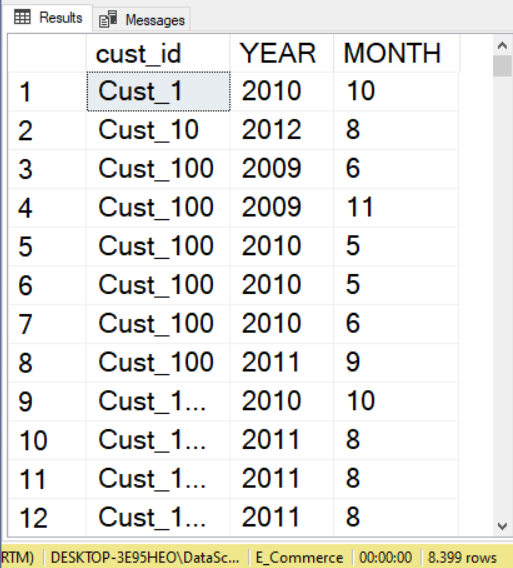 Results Messages
cust_id YEAR MONTH
1 Cust_1 2010 10
2 Cust_10 2012 8
3 Cust_100 2009 6
4 Cust_100 2009 11
5 Cust_100 2010 5
6 Cust_100 2010 5
7 Cust_100 2010 6
8 Cust_100 2011 9
9 Cust_1... 2010 10
10 Cust_1... 2011 8
11 Cust_1... 2011 8
12 Cust_1... 2011 8
RTM) DESKTOP-3E95HEO\DataSc... E_Commerce 00:00:00 8.399 rows